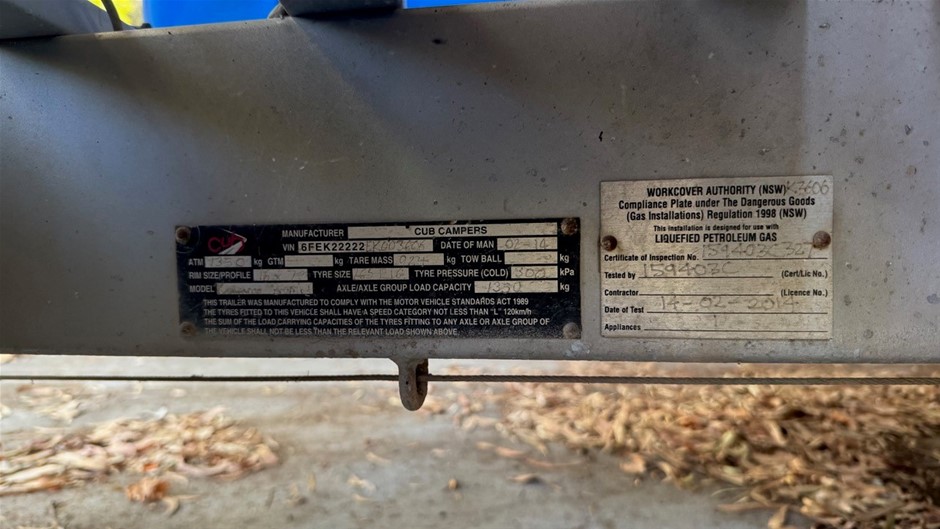 CUB
MANUFACTURER CUB CAMPERS
VIN 6FEK22222 DATE OF MAN 02-14
ATM 1350 kg GTM kg TARE MASS kg TOW BALL kg
RIM SIZE/PROFILE TYRE SIZE TYRE PRESSURE (COLD) 300 kPa
MODEL AXLE/AXLE GROUP LOAD CAPACITY 1350 kg
THIS TRAILER WAS MANUFACTURED TO COMPLY WITH THE MOTOR VEHICLE STANDARDS ACT 1989
THE TYRES FITTED TO THIS VEHICLE SHALL HAVE A SPEED CATEGORY NOT LESS THAN "L" 120km/h
THE SUM OF THE LOAD CARRYING CAPACITIES OF THE TYRES FITTING TO ANY AXLE OR AXLE GROUP OF
THE VEHICLE SHALL NOT BE LESS THAN THE RELEVANT LOAD SHOWN ABOVE.
WORKCOVER AUTHORITY (NSW) K7606
Compliance Plate under The Dangerous Goods
(Gas Installations) Regulation 1998 (NSW)
This installation is designed for use with
LIQUEFIED PETROLEUM GAS
Certificate of Inspection No. 159403C327
Tested by 159403C (Cert/Lic No.)
Contractor (Licence No.)
Date of Test 14-02-2014
Appliances